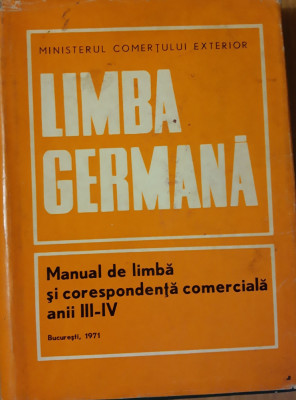 MINISTERUL COMERȚULUI EXTERIOR
LIMBA
GERMANĂ
Manual de limbă
și corespondență comercială
anii III-IV
București, 1971